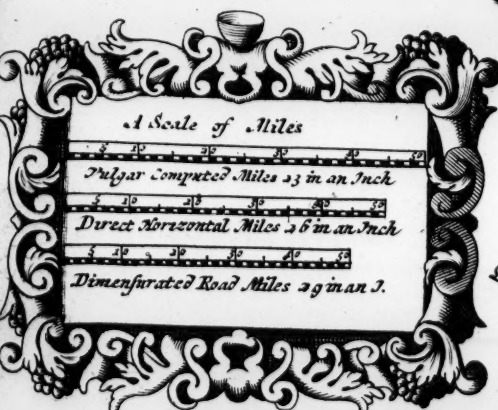 A Scale of Miles
5 10 20 30 40 50
Vulgar Computed Miles 23 in an Inch
5 10 20 30 40 50
Direct Horizontal Miles 26 in an Inch
5 10 20 30 40 50
Dimensurated Road Miles 29 in an I.